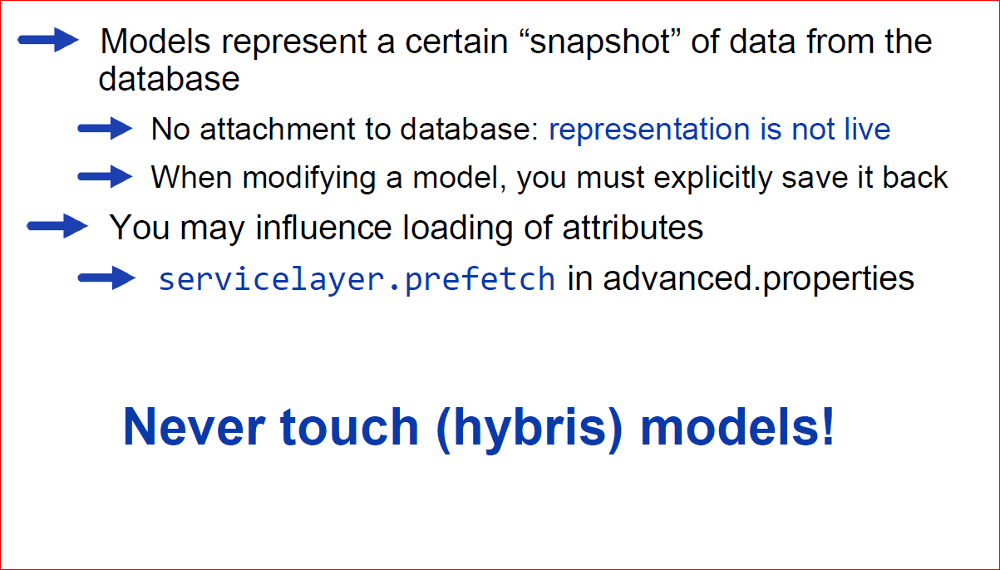 Models represent a certain “snapshot” of data from the
database
No attachment to database: representation is not live
When modifying a model, you must explicitly save it back
You may influence loading of attributes
servicelayer.prefetch in advanced.properties
Never touch (hybris) models!